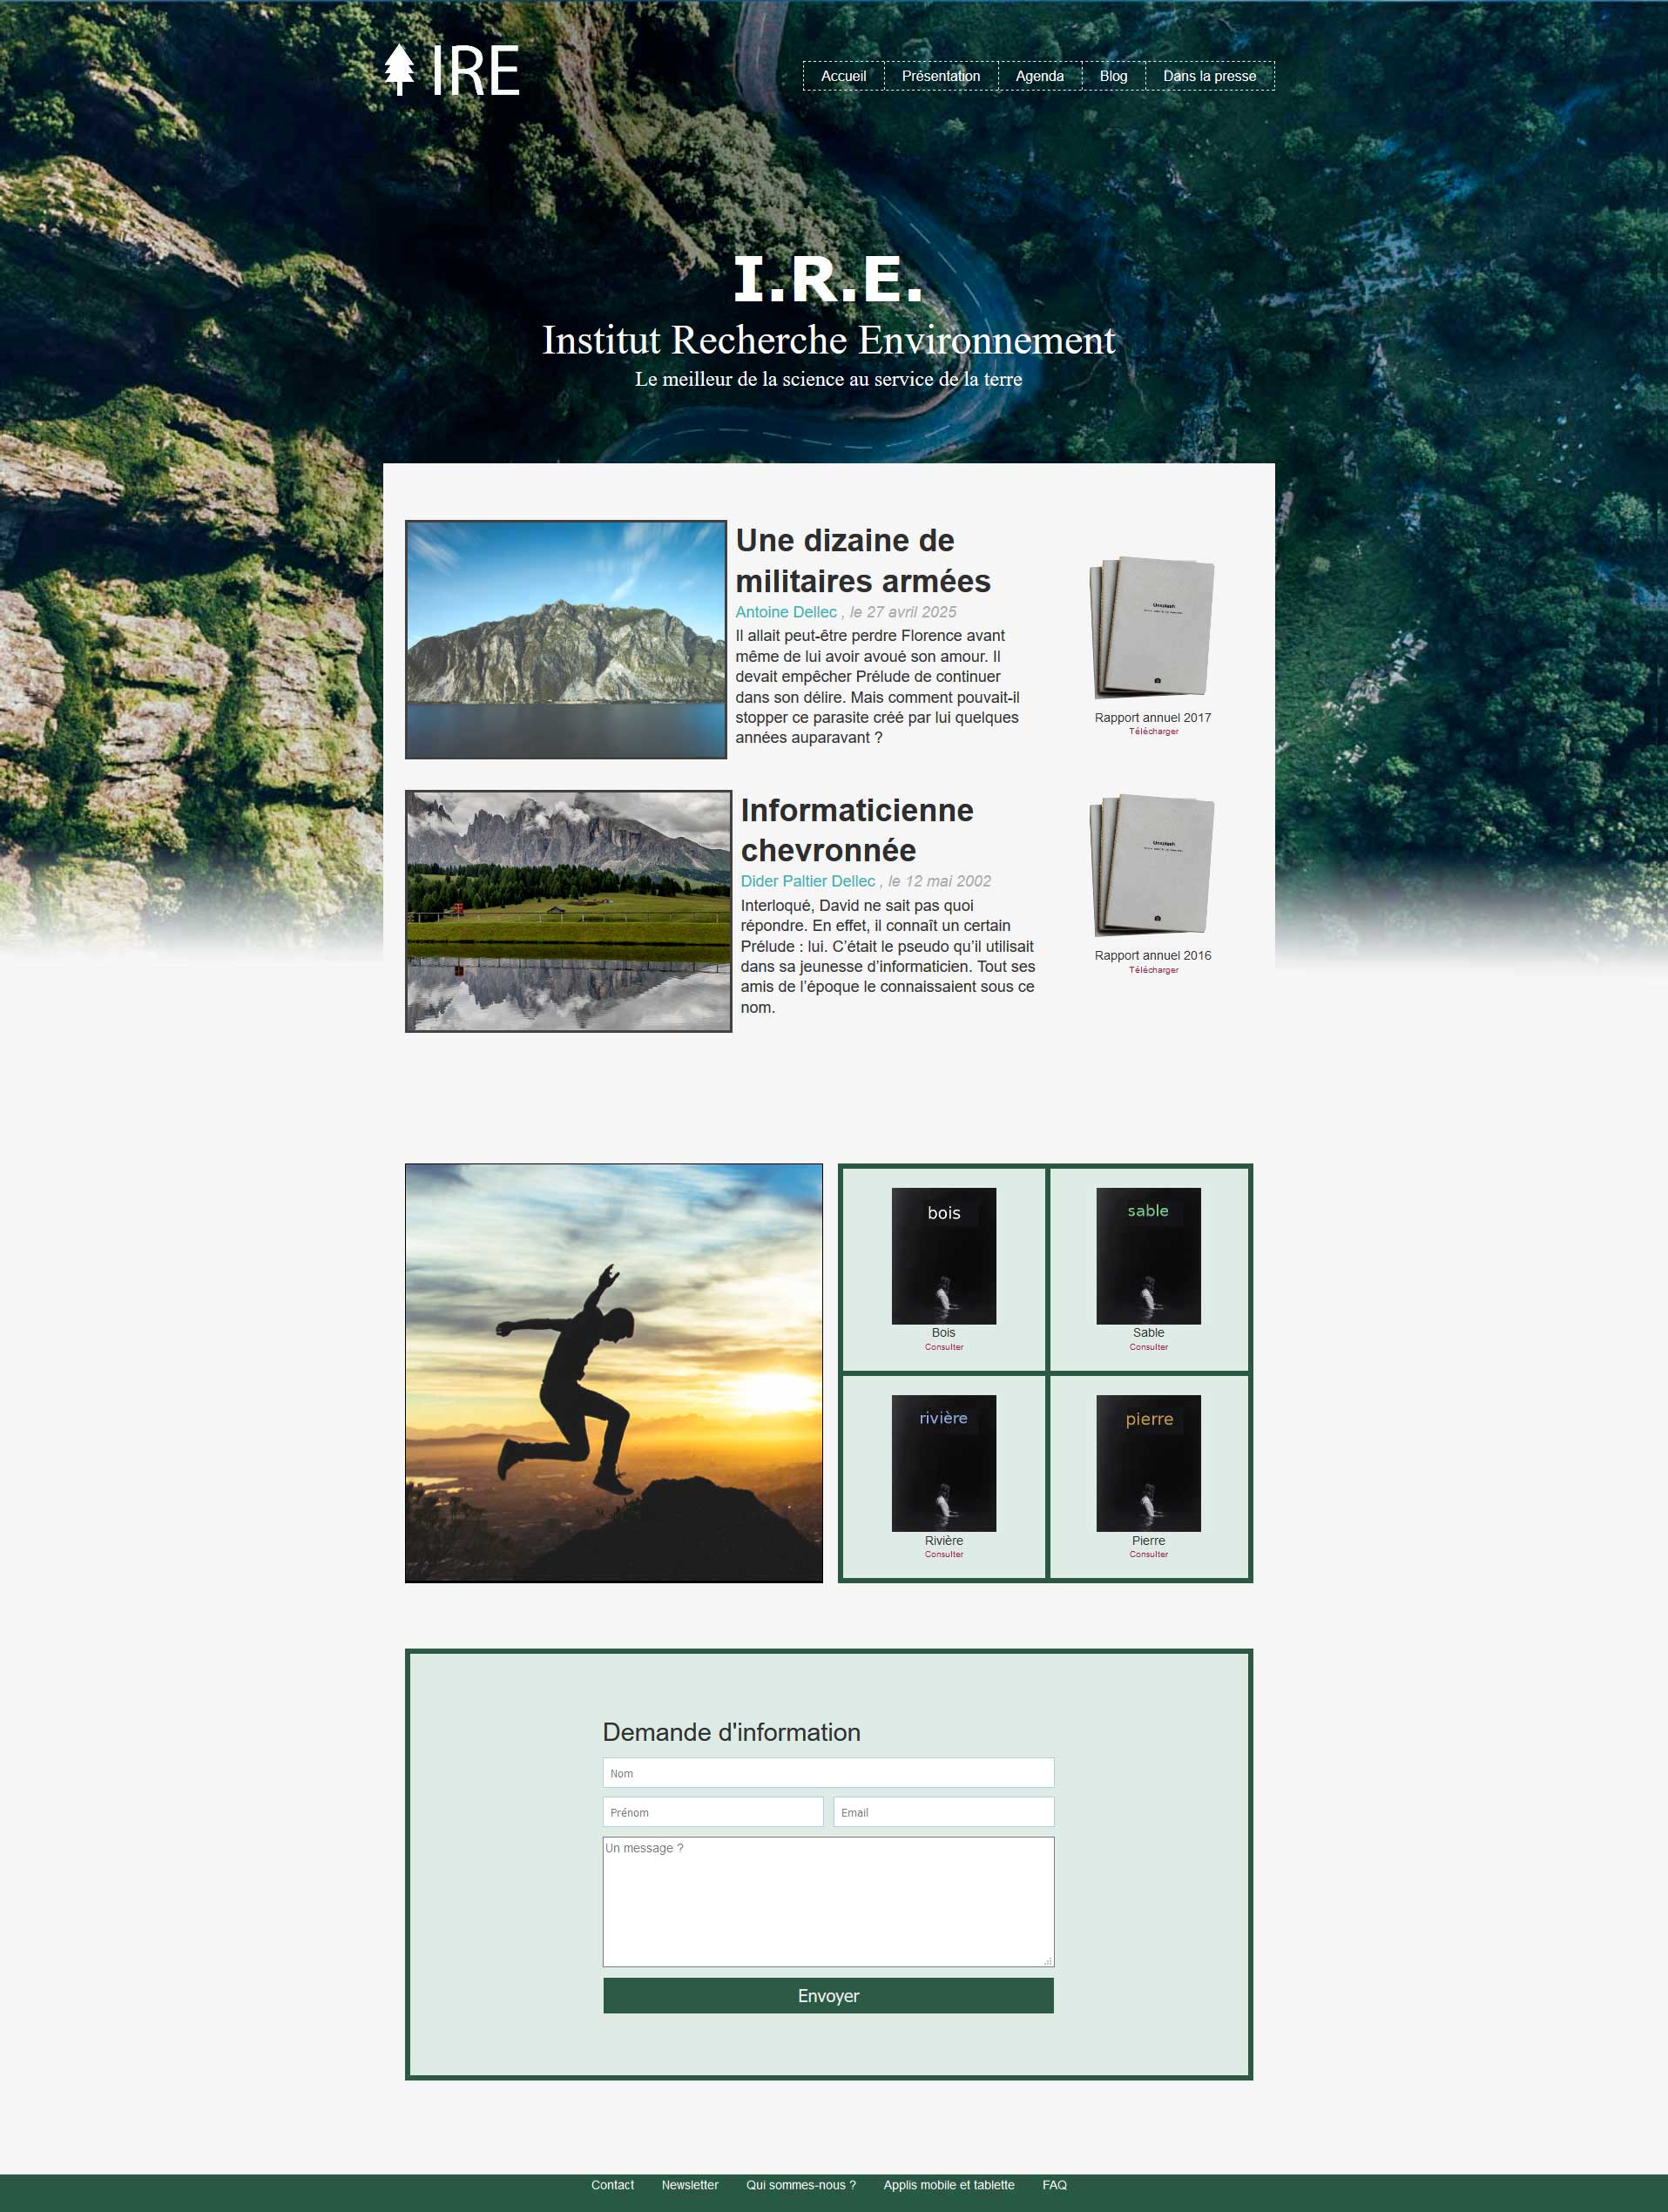 IRE
Accueil
Présentation
Agenda
Blog
Dans la presse
I.R.E.
Institut Recherche Environnement
Le meilleur de la science au service de la terre
Une dizaine de
militaires armées
Antoine Dellec , le 27 avril 2025
Il allait peut-être perdre Florence avant
même de lui avoir avoué son amour. Il
devait empêcher Prélude de continuer
dans son délire. Mais comment pouvait-il
stopper ce parasite créé par lui quelques
années auparavant ?
Unsplash
Rapport annuel 2017
Télécharger
Informaticienne
chevronnée
Dider Paltier Dellec , le 12 mai 2002
Interloqué, David ne sait pas quoi
répondre. En effet, il connaît un certain
Prélude : lui. C’était le pseudo qu’il utilisait
dans sa jeunesse d’informaticien. Tout ses
amis de l’époque le connaissaient sous ce
nom.
Unsplash
Rapport annuel 2016
Télécharger
bois
Bois
Consulter
sable
Sable
Consulter
rivière
Rivière
Consulter
pierre
Pierre
Consulter
Demande d'information
Nom
Prénom
Email
Un message ?
Envoyer
Contact
Newsletter
Qui sommes-nous ?
Applis mobile et tablette
FAQ